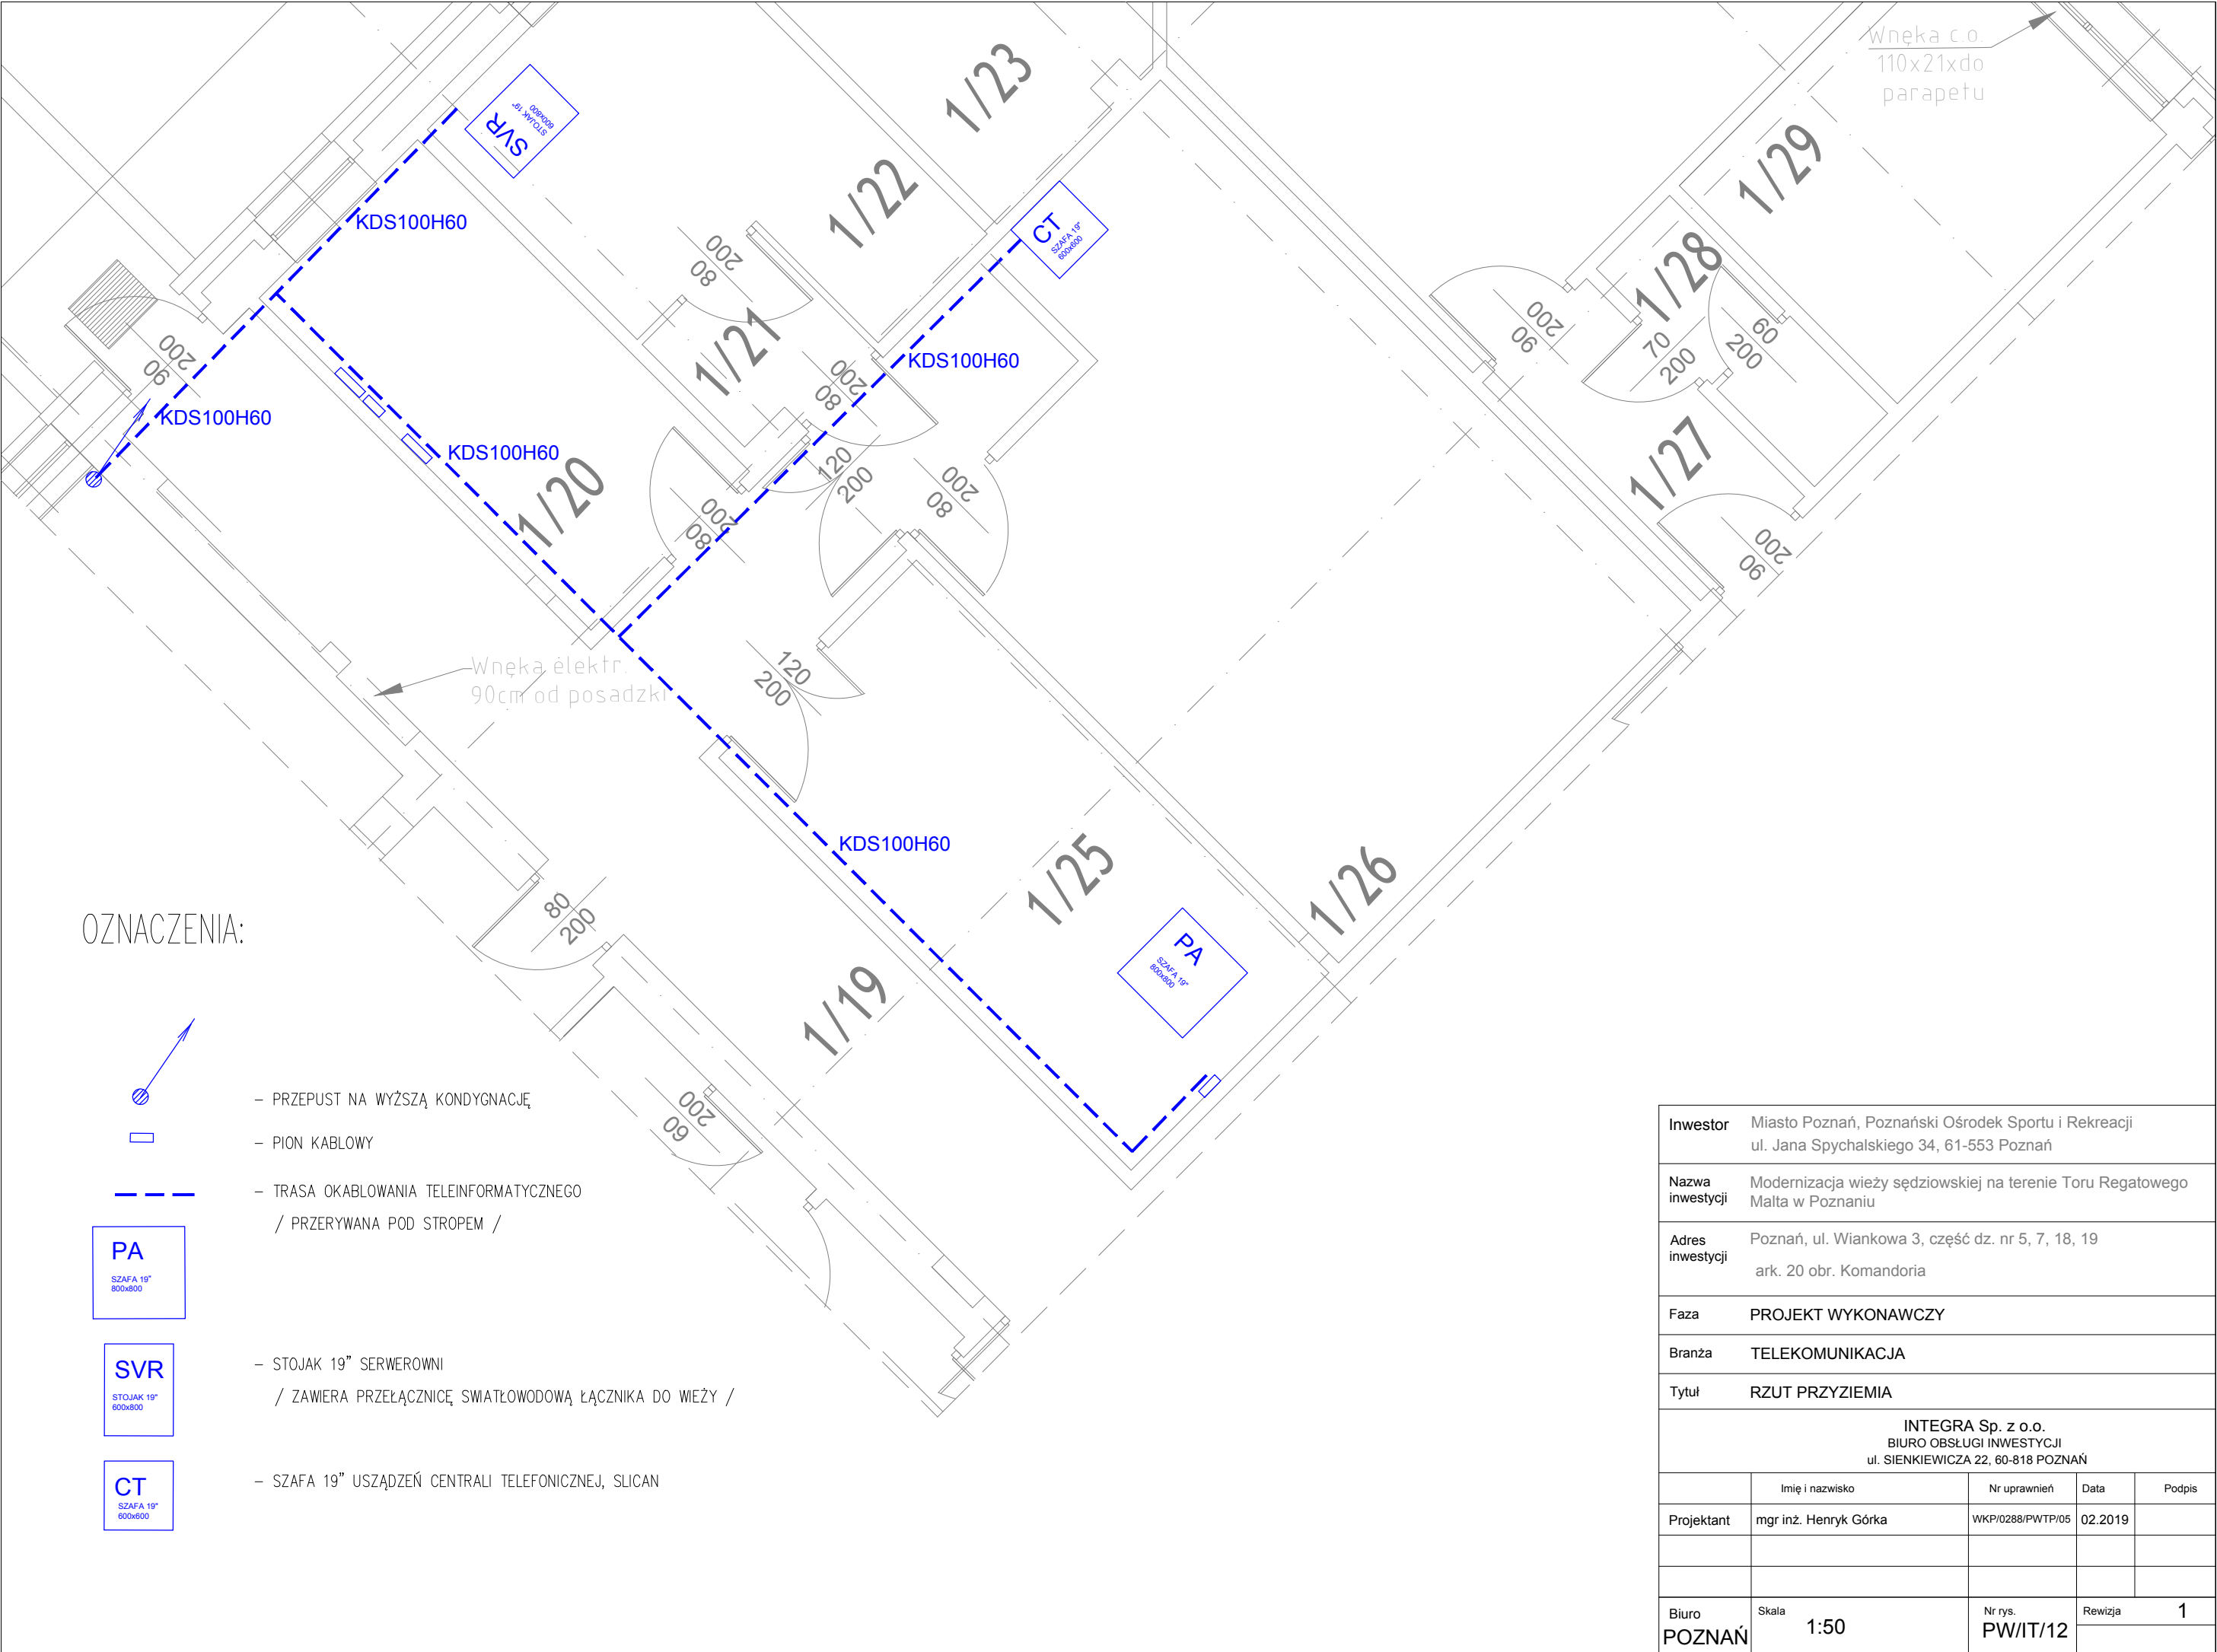 Wnęka c.o.
110x21xdo
parapetu
1/23
1/22
1/29
1/28
1/21
1/27
1/20
1/25
1/26
1/19
SVR
STOJAK 19"
600x800
CT
SZAFA 19"
600x600
PA
SZAFA 19"
800x800
KDS100H60
KDS100H60
KDS100H60
KDS100H60
KDS100H60
KDS100H60
200
80
200
80
200
80
200
80
120
200
120
200
200
90
200
90
70
200
60
200
200
90
80
200
200
60
Wnęka elektr.
90cm od posadzki
OZNACZENIA:
– PRZEPUST NA WYŻSZĄ KONDYGNACJĘ
– PION KABLOWY
– TRASA OKABLOWANIA TELEINFORMATYCZNEGO
/ PRZERYWANA POD STROPEM /
PA
SZAFA 19"
800x800
SVR
STOJAK 19"
600x800
– STOJAK 19” SERWEROWNI
/ ZAWIERA PRZEŁĄCZNICĘ SWIATŁOWODOWĄ ŁĄCZNIKA DO WIEŻY /
CT
SZAFA 19"
600x600
– SZAFA 19” USZĄDZEŃ CENTRALI TELEFONICZNEJ, SLICAN
Inwestor Miasto Poznań, Poznański Ośrodek Sportu i Rekreacji
ul. Jana Spychalskiego 34, 61-553 Poznań
Nazwa inwestycji Modernizacja wieży sędziowskiej na terenie Toru Regatowego
Malta w Poznaniu
Adres inwestycji Poznań, ul. Wiankowa 3, część dz. nr 5, 7, 18, 19
ark. 20 obr. Komandoria
Faza PROJEKT WYKONAWCZY
Branża TELEKOMUNIKACJA
Tytuł RZUT PRZYZIEMIA
INTEGRA Sp. z o.o.
BIURO OBSŁUGI INWESTYCJI
ul. SIENKIEWICZA 22, 60-818 POZNAŃ
Imię i nazwisko Nr uprawnień Data Podpis
Projektant mgr inż. Henryk Górka WKP/0288/PWTP/05 02.2019
Biuro Skala Nr rys. Rewizja 1
POZNAŃ 1:50 PW/IT/12